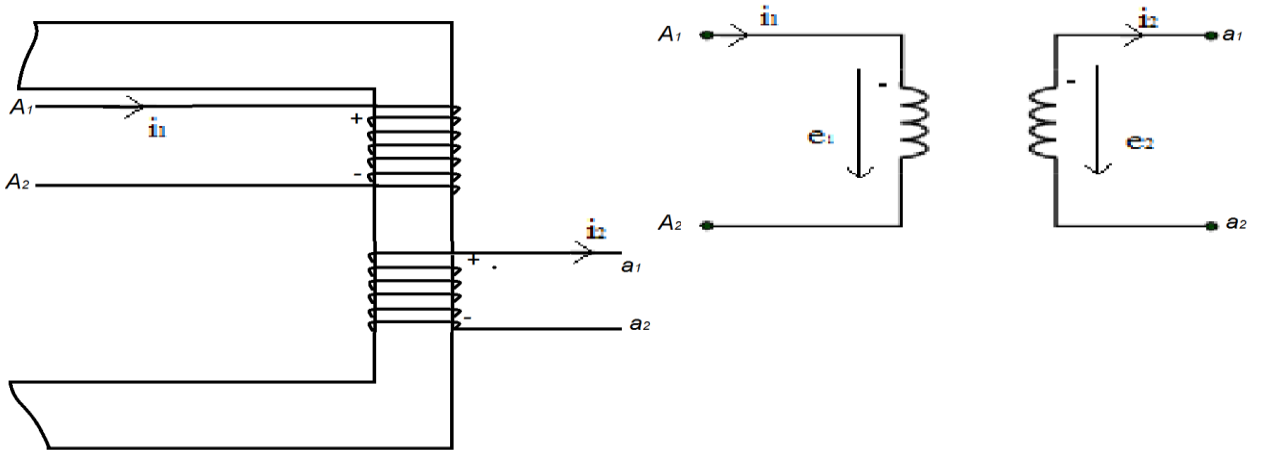 A₁
i₁
+
-
A₂
i₂
+ .
a₁
-
a₂
A₁
i₁
i₂
a₁
-
-
e₁
e₂
A₂
a₂